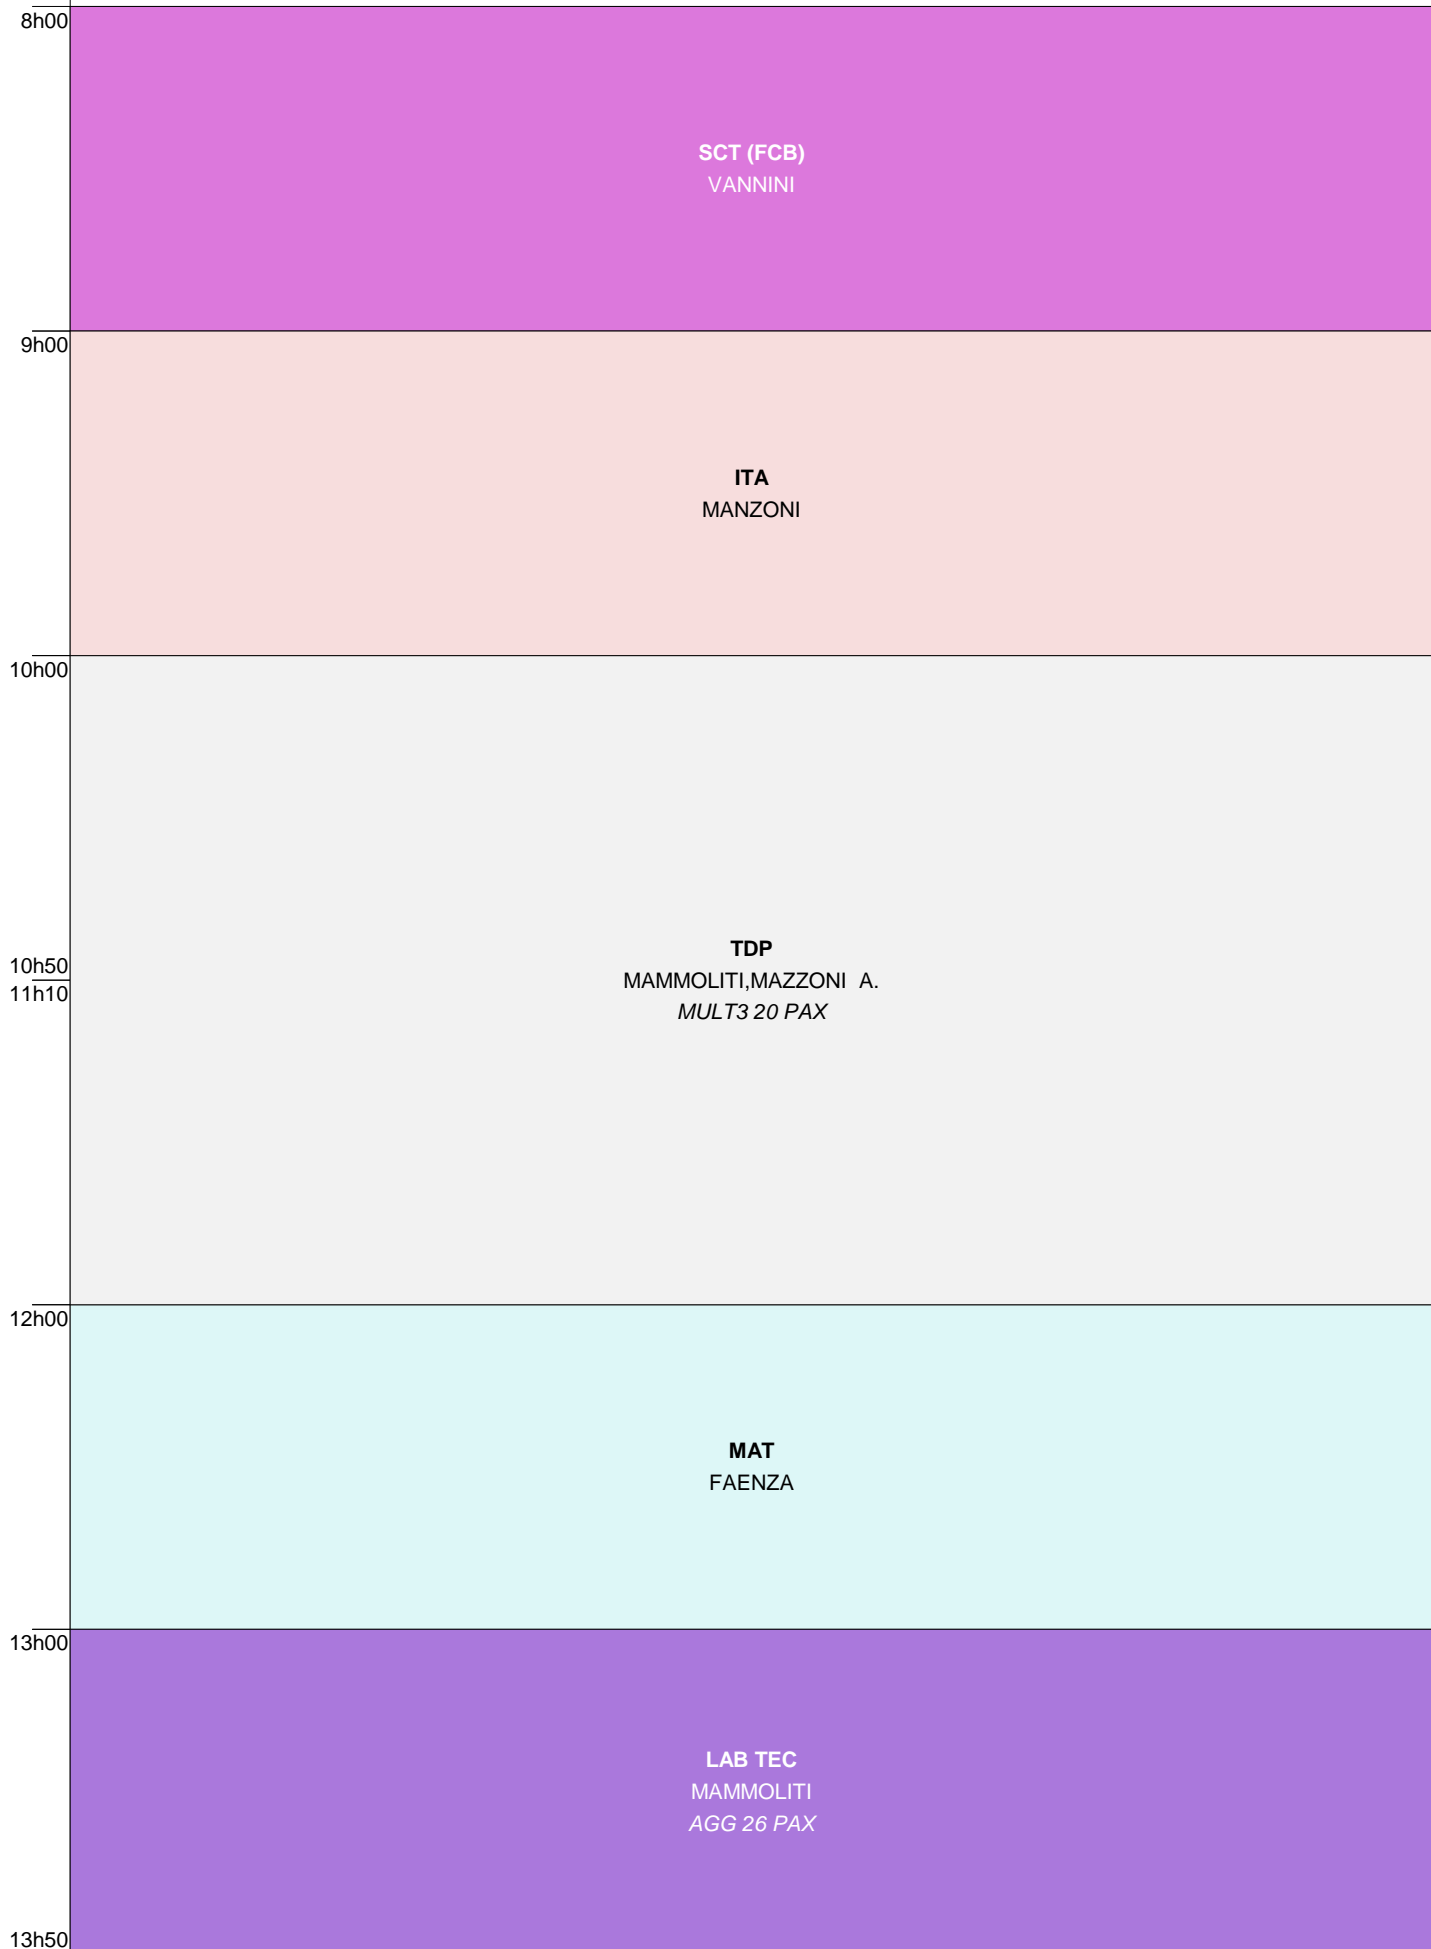 8h00
SCT (FCB)
VANNINI
9h00
ITA
MANZONI
10h00
TDP
10h50
MAMMOLITI,MAZZONI A.
11h10
MULT3 20 PAX
12h00
MAT
FAENZA
13h00
LAB TEC
MAMMOLITI
AGG 26 PAX
13h50